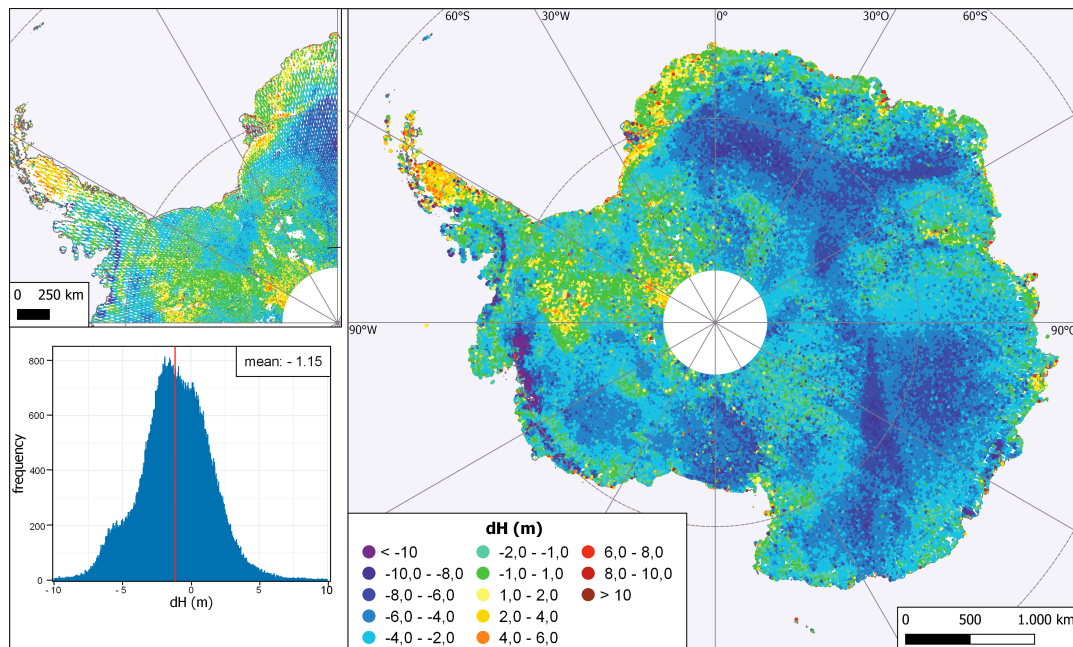 60°S
30°W
0°
30°O
60°S
0 250 km
90°W
90°O
800
600
400
200
0
frequency
mean: - 1.15
- 10
- 5
0
5
10
dH (m)
dH (m)
< -10
-10,0 - -8,0
-8,0 - -6,0
-6,0 - -4,0
-4,0 - -2,0
-2,0 - -1,0
-1,0 - 1,0
1,0 - 2,0
2,0 - 4,0
4,0 - 6,0
6,0 - 8,0
8,0 - 10,0
> 10
0 500 1.000 km